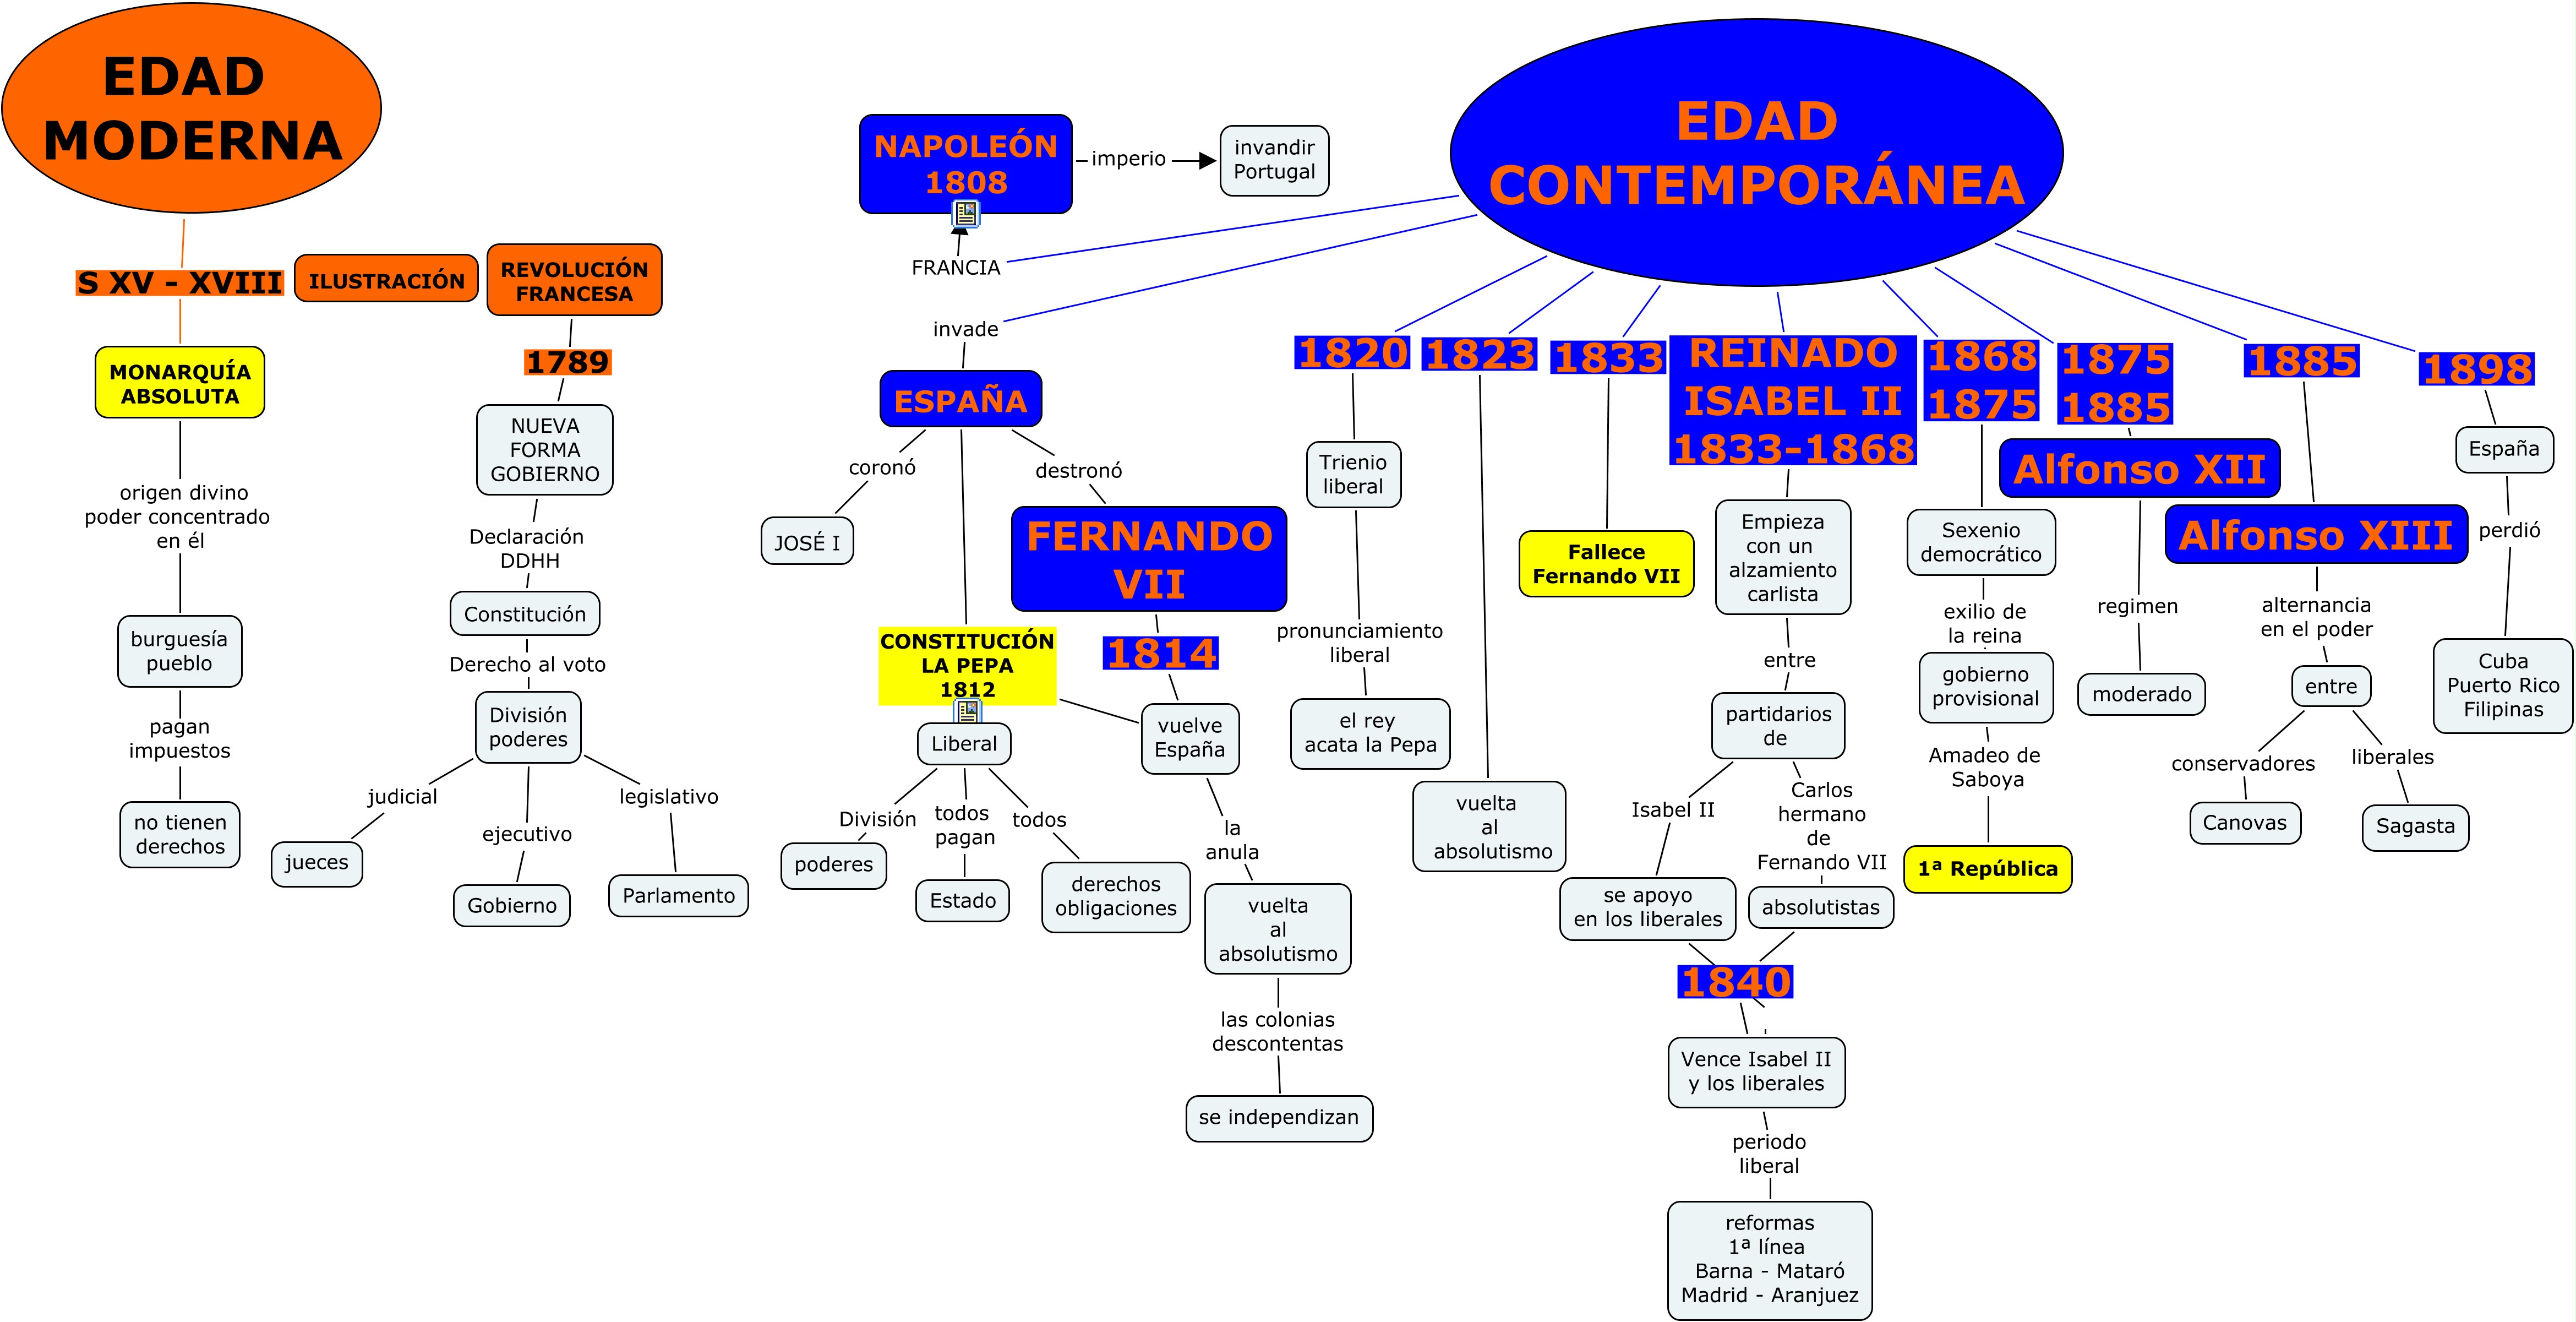 EDAD
MODERNA
S XV - XVIII
MONARQUÍA
ABSOLUTA
origen divino
poder concentrado
en él
burguesía
pueblo
pagan
impuestos
no tienen
derechos
ILUSTRACIÓN
REVOLUCIÓN
FRANCESA
1789
NUEVA
FORMA
GOBIERNO
Declaración
DDHH
Constitución
Derecho al voto
División
poderes
judicial
jueces
ejecutivo
Gobierno
legislativo
Parlamento
EDAD
CONTEMPORÁNEA
FRANCIA
NAPOLEÓN
1808
imperio
invandir
Portugal
invade
ESPAÑA
coronó
JOSÉ I
CONSTITUCIÓN
LA PEPA
1812
Liberal
División
poderes
todos
pagan
Estado
todos
derechos
obligaciones
destronó
FERNANDO
VII
1814
vuelve
España
la
anula
vuelta
al
absolutismo
las colonias
descontentas
se independizan
1820
Trienio
liberal
pronunciamiento
liberal
el rey
acata la Pepa
1823
vuelta
al
absolutismo
1833
Fallece
Fernando VII
REINADO
ISABEL II
1833-1868
Empieza
con un
alzamiento
carlista
entre
partidarios
de
Isabel II
se apoyo
en los liberales
Carlos
hermano
de
Fernando VII
absolutistas
1840
Vence Isabel II
y los liberales
periodo
liberal
reformas
1ª línea
Barna - Mataró
Madrid - Aranjuez
1868
1875
Sexenio
democrático
exilio de
la reina
gobierno
provisional
Amadeo de
Saboya
1ª República
1875
1885
Alfonso XII
regimen
moderado
1885
Alfonso XIII
alternancia
en el poder
entre
conservadores
Canovas
liberales
Sagasta
1898
España
perdió
Cuba
Puerto Rico
Filipinas